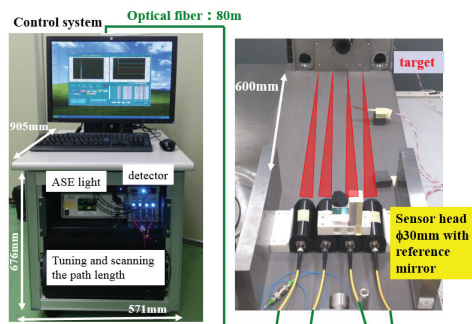 Control system
Optical fiber : 80m
905mm
ASE light
detector
Tuning and scanning
the path length
676mm
571mm
target
600mm
Sensor head
ϕ30mm with
reference
mirror